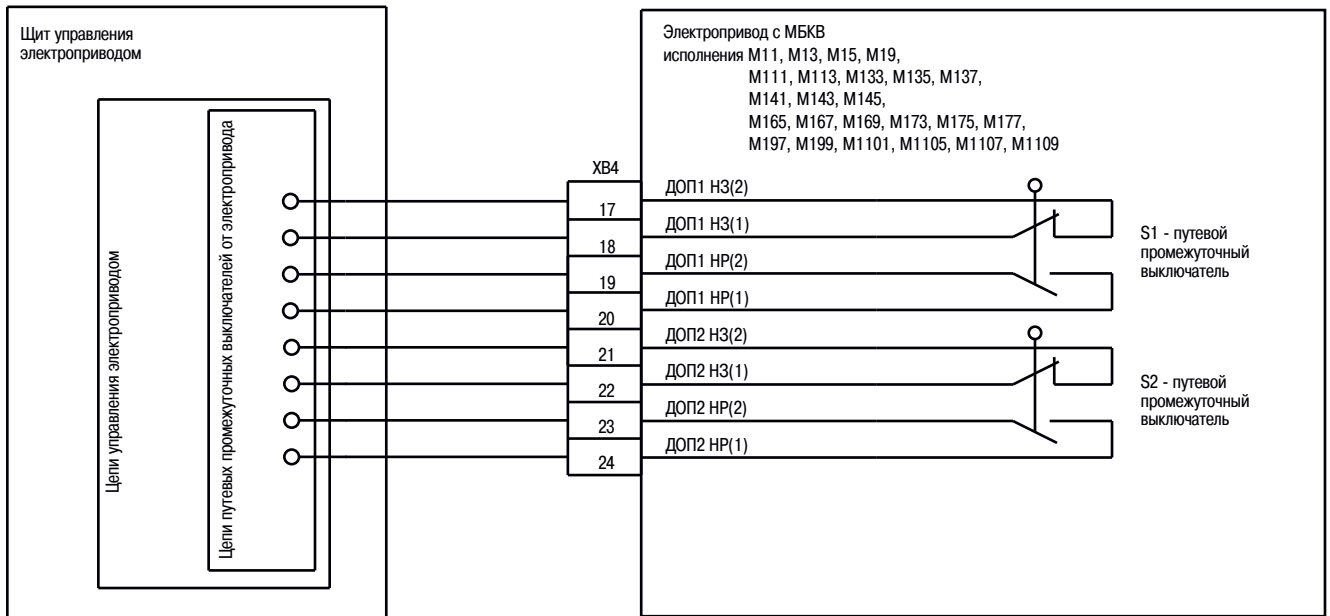 Щит управления
электроприводом
Цепи управления электроприводом
Цепи путевых промежуточных выключателей от электропривода
Электропривод с МБКВ
исполнения М11, М13, М15, М19,
М111, М113, М133, М135, М137,
М141, М143, М145,
М165, М167, М169, М173, М175, М177,
М197, М199, М1101, М1105, М1107, М1109
XB4
17
18
19
20
21
22
23
24
ДОП1 НЗ(2)
ДОП1 НЗ(1)
ДОП1 НР(2)
ДОП1 НР(1)
ДОП2 НЗ(2)
ДОП2 НЗ(1)
ДОП2 НР(2)
ДОП2 НР(1)
S1 - путевой
промежуточный
выключатель
S2 - путевой
промежуточный
выключатель